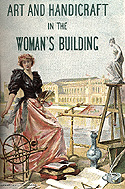 ART AND HANDICRAFT
IN THE
WOMAN'S BUILDING